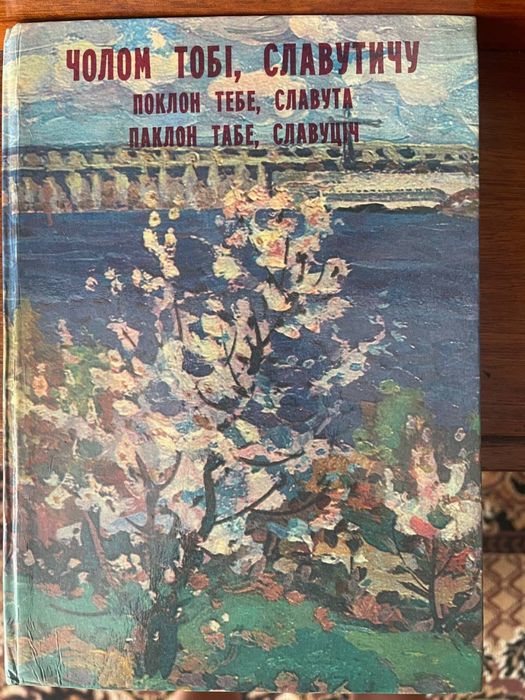 ЧОЛОМ ТОБІ, СЛАВУТИЧУ
ПОКЛОН ТЕБЕ, СЛАВУТА
ПАКЛОН ТАБЕ, СЛАВУЦІЧ